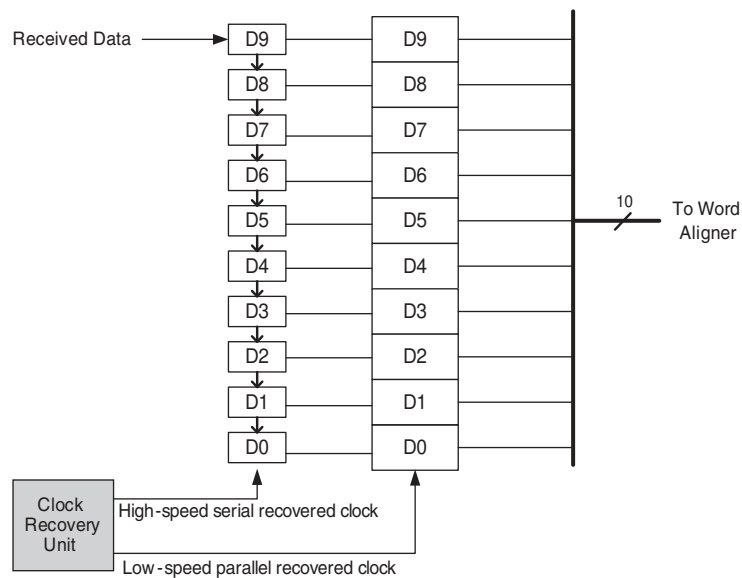 Received Data
D9
D9
D8
D8
D7
D7
D6
D6
D5
D5
10
To Word
Aligner
D4
D4
D3
D3
D2
D2
D1
D1
D0
D0
Clock
Recovery
Unit
High-speed serial recovered clock
Low-speed parallel recovered clock